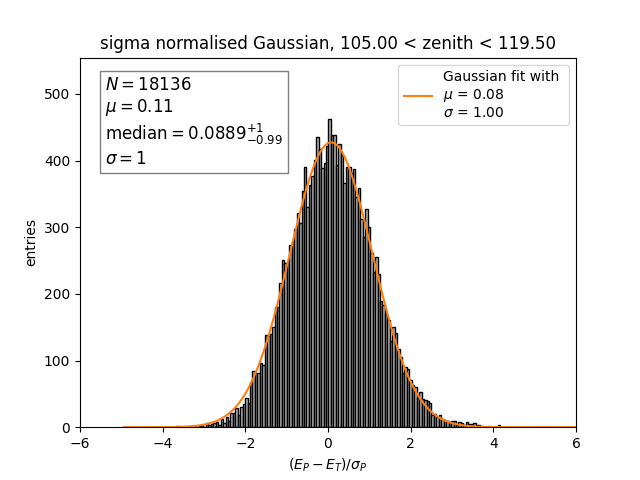 sigma normalised Gaussian, 105.00 < zenith < 119.50
N = 18136
μ = 0.11
median = 0.0889^{+1}_{-0.99}
σ = 1
Gaussian fit with
μ = 0.08
σ = 1.00
500
400
300
200
100
0
entries
−6
−4
−2
0
2
4
6
(E_P − E_T)/σ_P